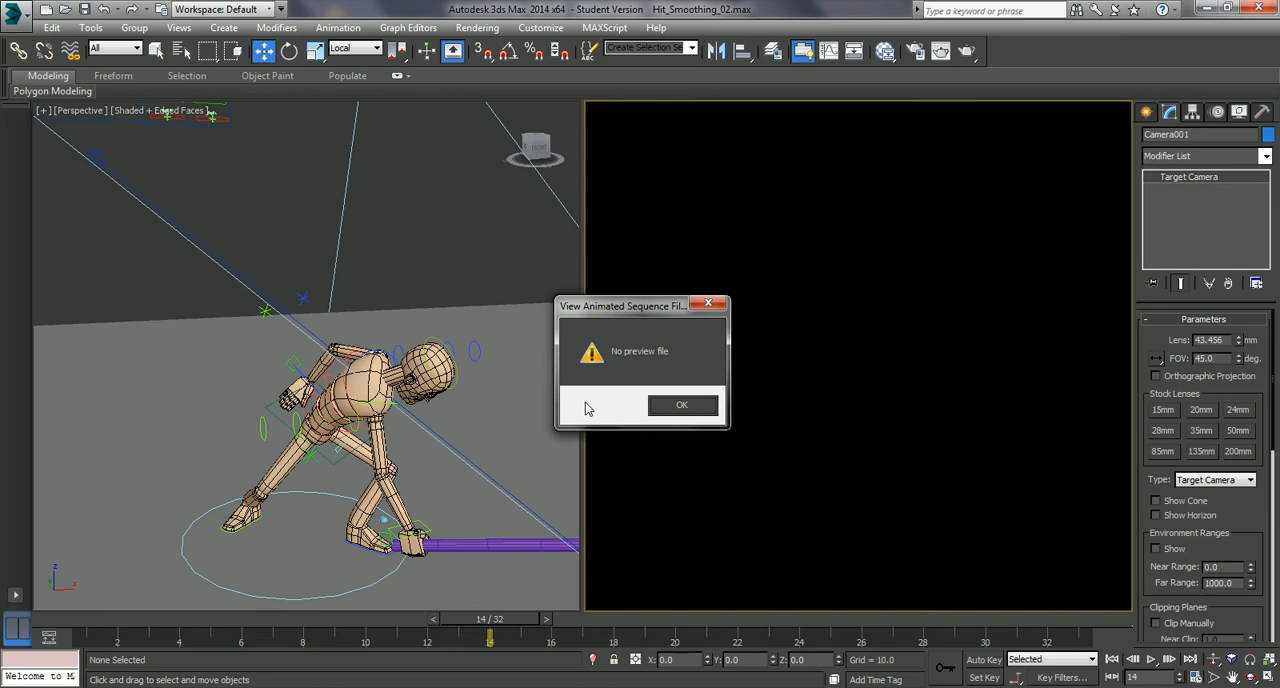 Workspace: Default
Autodesk 3ds Max 2014 x64 - Student Version Hit_Smoothing_02.max
Type a keyword or phrase
Edit Tools Group Views Create Modifiers Animation Graph Editors Rendering Customize MAXScript Help
All
Local
Create Selection Se
Modeling Freeform Selection Object Paint Populate
Polygon Modeling
[+] [Perspective] [Shaded + Edged Faces]
FRONT
Camera001
Modifier List
Target Camera
View Animated Sequence Fil...
No preview file
OK
Parameters
Lens: 43.456 mm
FOV: 45.0 deg.
Orthographic Projection
Stock Lenses
15mm 20mm 24mm
28mm 35mm 50mm
85mm 135mm 200mm
Type: Target Camera
Show Cone
Show Horizon
Environment Ranges
Show
Near Range: 0.0
Far Range: 1000.0
Clipping Planes
Clip Manually
Near Clip: 1.0
z
x
< 14 / 32 >
2 4 6 8 10 12 14 16 18 20 22 24 26 28 30 32
None Selected X: 0.0 Y: 0.0 Z: 0.0 Grid = 10.0 Auto Key Selected
Welcome to M Click and drag to select and move objects Add Time Tag Set Key Key Filters... 14